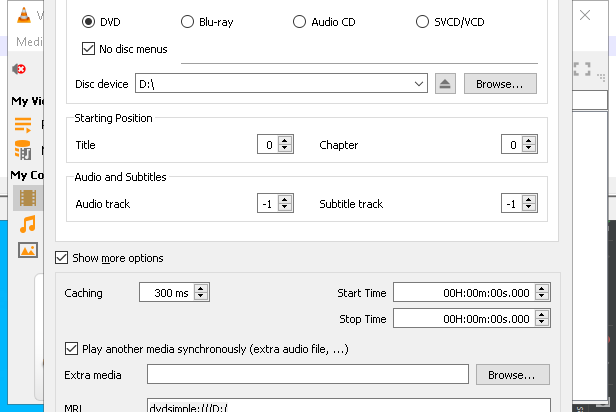 V
Medi
DVD
Blu-ray
Audio CD
SVCD/VCD
No disc menus
Disc device
D:\
Browse...
My Vi
Starting Position
Title
0
Chapter
0
My Co
Audio and Subtitles
Audio track
-1
Subtitle track
-1
Show more options
Caching
300 ms
Start Time
00H:00m:00s.000
Stop Time
00H:00m:00s.000
Play another media synchronously (extra audio file, ...)
Extra media
Browse...
MRL
dvdsimple:///D:/